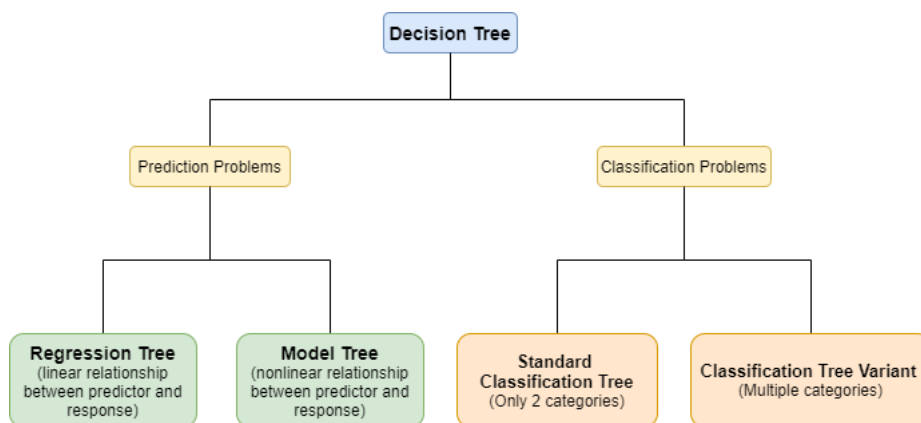 Decision Tree
Prediction Problems
Classification Problems
Regression Tree
(linear relationship
between predictor and
response)
Model Tree
(nonlinear relationship
between predictor and
response)
Standard
Classification Tree
(Only 2 categories)
Classification Tree Variant
(Multiple categories)